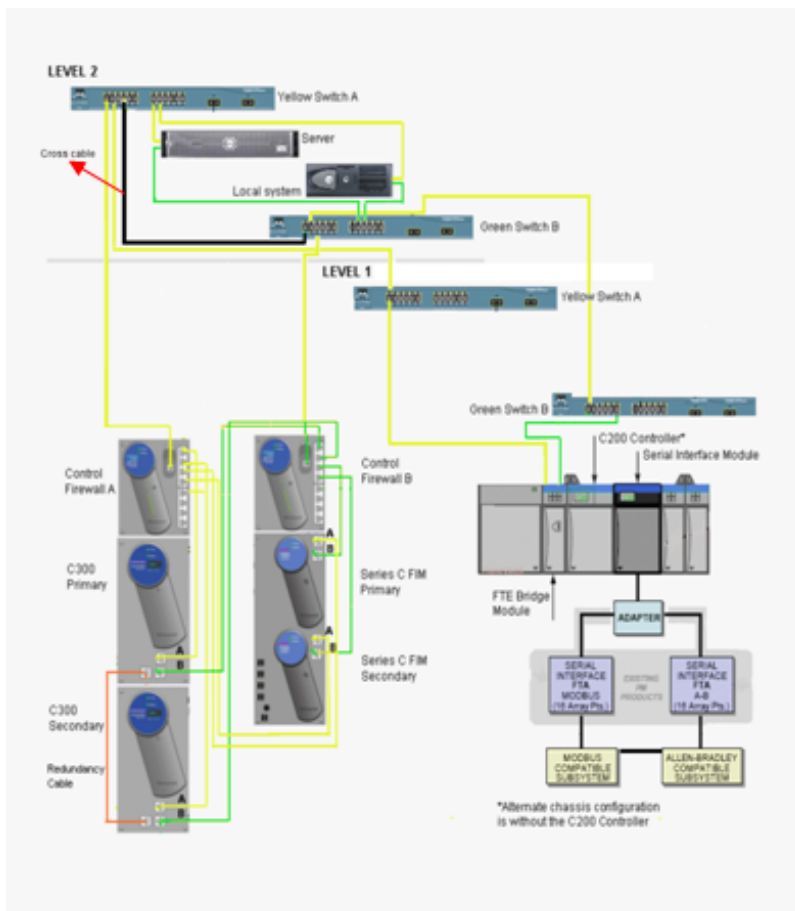 LEVEL 2
Yellow Switch A
Cross cable
Server
Local system
Green Switch B
LEVEL 1
Yellow Switch A
Green Switch B
C200 Controller*
Serial Interface Module
Control
Firewall A
Control
Firewall B
A
B
C300
Primary
Series C FIM
Primary
FTE Bridge
Module
ADAPTER
A
B
A
B
Series C FIM
Secondary
SERIAL
INTERFACE
FTA
MODBUS
(16 Array Pts.)
EXISTING
PM
PRODUCTS
SERIAL
INTERFACE
FTA
A-B
(16 Array Pts.)
C300
Secondary
Redundancy
Cable
MODBUS
COMPATIBLE
SUBSYSTEM
ALLEN-BRADLEY
COMPATIBLE
SUBSYSTEM
A
B
*Alternate chassis configuration
is without the C200 Controller